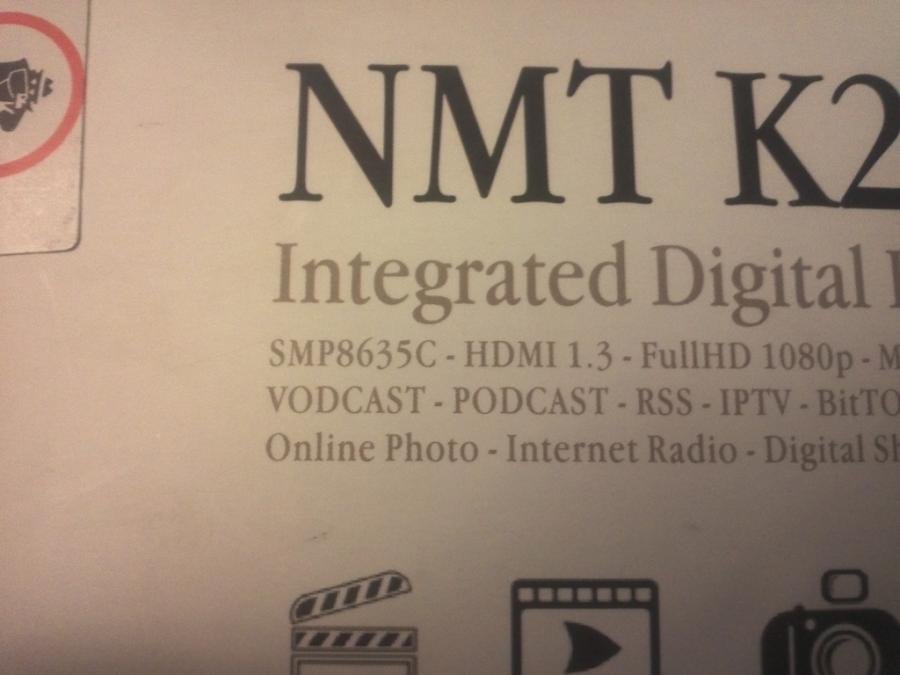 NMT K2
Integrated Digital
SMP8635C - HDMI 1.3 - FullHD 1080p - M
VODCAST - PODCAST - RSS - IPTV - BitTO
Online Photo - Internet Radio - Digital Sh